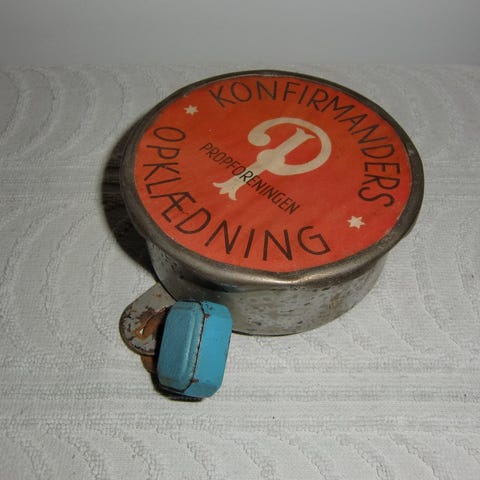 KONFIRMANDERS
P
PROPFORENINGEN
OPKLÆDNING